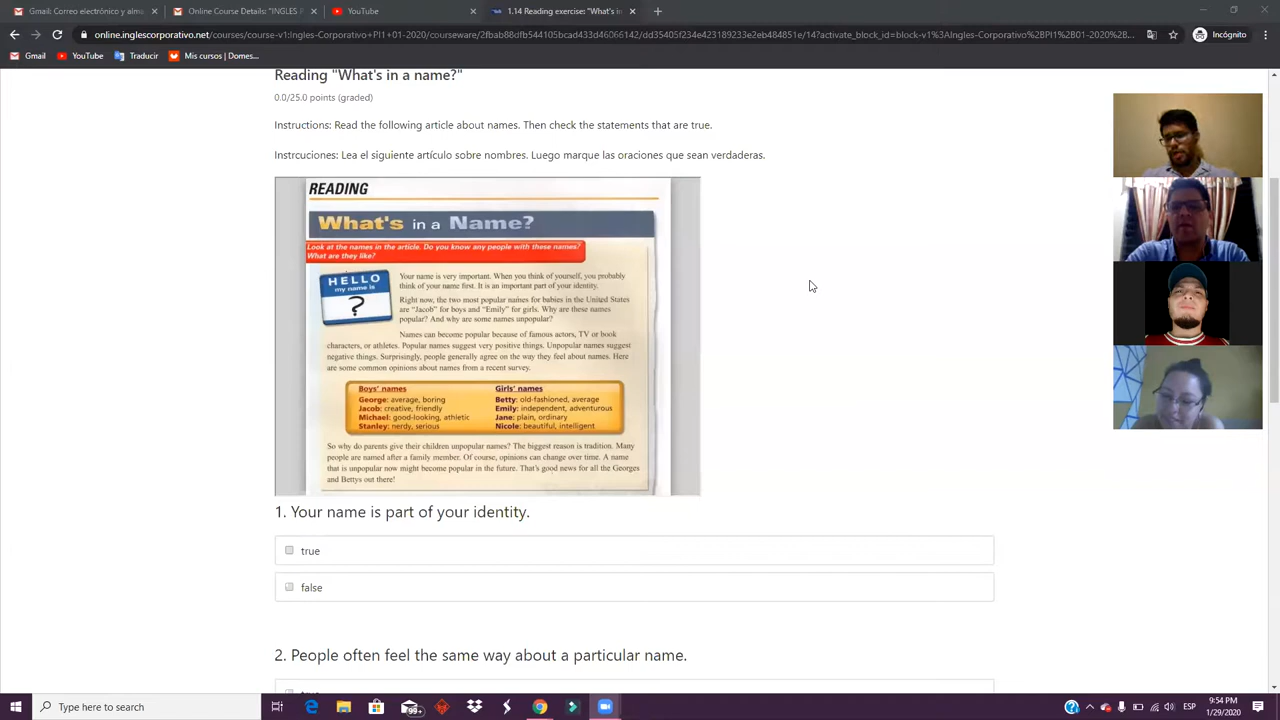 Gmail: Correo electrónico y alma
Online Course Details: "INGLES P
YouTube
1.14 Reading exercise: "What's in
online.inglescorporativo.net/courses/course-v1:Ingles-Corporativo+PI1+01-2020/courseware/2fbab88dfb544105bcad433d46066142/dd35405f234e423189233e2eb484851e/14?activate_block_id=block-v1%3AIngles-Corporativo%2BPI1%2B01-2020%2B...
Incógnito
Gmail
YouTube
Traducir
Mis cursos | Domes...
Reading "What's in a name?"
0.0/25.0 points (graded)
Instructions: Read the following article about names. Then check the statements that are true.
Instrucuiones: Lea el siguiente artículo sobre nombres. Luego marque las oraciones que sean verdaderas.
READING
What's in a Name?
Look at the names in the article. Do you know any people with these names?
What are they like?
HELLO
my name is
?
Your name is very important. When you think of yourself, you probably
think of your name first. It is an important part of your identity.
Right now, the two most popular names for babies in the United States
are "Jacob" for boys and "Emily" for girls. Why are these names
popular? And why are some names unpopular?
Names can become popular because of famous actors, TV or book
characters, or athletes. Popular names suggest very positive things. Unpopular names suggest
negative things. Surprisingly, people generally agree on the way they feel about names. Here
are some common opinions about names from a recent survey.
Boys' names
George: average, boring
Jacob: creative, friendly
Michael: good-looking, athletic
Stanley: nerdy, serious
Girls' names
Betty: old-fashioned, average
Emily: independent, adventurous
Jane: plain, ordinary
Nicole: beautiful, intelligent
So why do parents give their children unpopular names? The biggest reason is tradition. Many
people are named after a family member. Of course, opinions can change over time. A name
that is unpopular now might become popular in the future. That's good news for all the Georges
and Bettys out there!
1. Your name is part of your identity.
true
false
2. People often feel the same way about a particular name.
Type here to search
99+
ESP
9:54 PM
1/29/2020